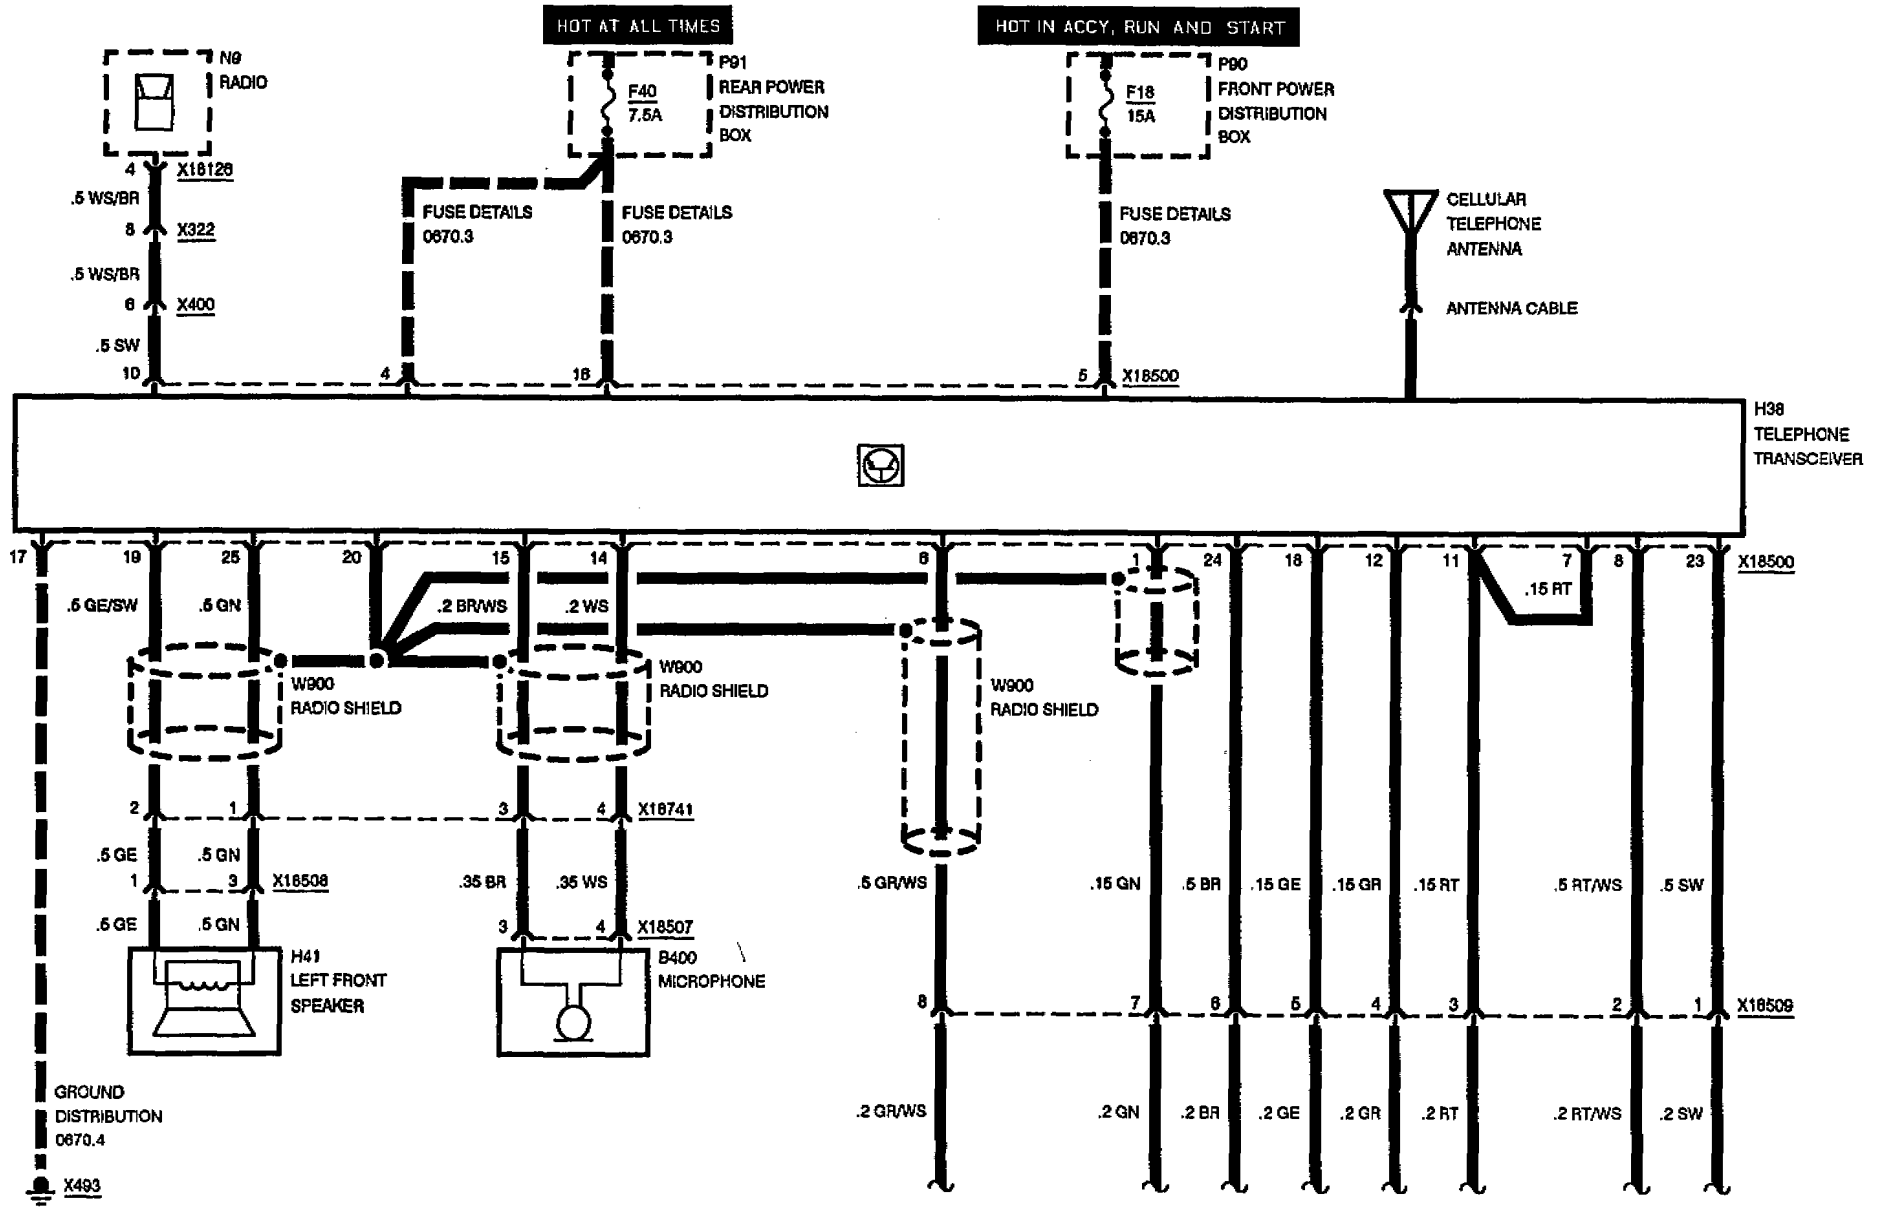 HOT AT ALL TIMES
HOT IN ACCY, RUN AND START
N9
RADIO
P91
REAR POWER
DISTRIBUTION
BOX
F40
7.5A
P90
FRONT POWER
DISTRIBUTION
BOX
F18
15A
4
X18126
.5 WS/BR
8
X322
.5 WS/BR
6
X400
.5 SW
10
FUSE DETAILS
0670.3
FUSE DETAILS
0670.3
FUSE DETAILS
0670.3
CELLULAR
TELEPHONE
ANTENNA
ANTENNA CABLE
4
16
5
X18500
H38
TELEPHONE
TRANSCEIVER
17
19
25
20
15
14
6
1
24
18
12
11
7
8
23
X18500
.5 GE/SW
.5 GN
.2 BR/WS
.2 WS
.15 RT
W900
RADIO SHIELD
W900
RADIO SHIELD
W900
RADIO SHIELD
2
1
3
4
X18741
.5 GE
.5 GN
.35 BR
.35 WS
1
3
X18508
.5 GE
.5 GN
3
4
X18507
.5 GR/WS
.15 GN
.5 BR
.15 GE
.15 GR
.15 RT
.5 RT/WS
.5 SW
H41
LEFT FRONT
SPEAKER
B400
MICROPHONE
8
7
6
5
4
3
2
1
X18509
GROUND
DISTRIBUTION
0670.4
X493
.2 GR/WS
.2 GN
.2 BR
.2 GE
.2 GR
.2 RT
.2 RT/WS
.2 SW